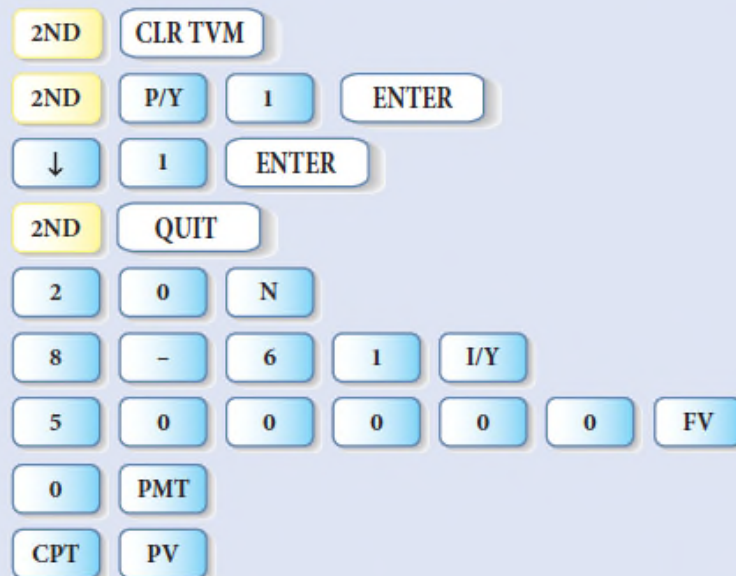 2ND CLR TVM
2ND P/Y 1 ENTER
↓ 1 ENTER
2ND QUIT
2 0 N
8 – 6 1 I/Y
5 0 0 0 0 0 FV
0 PMT
CPT PV